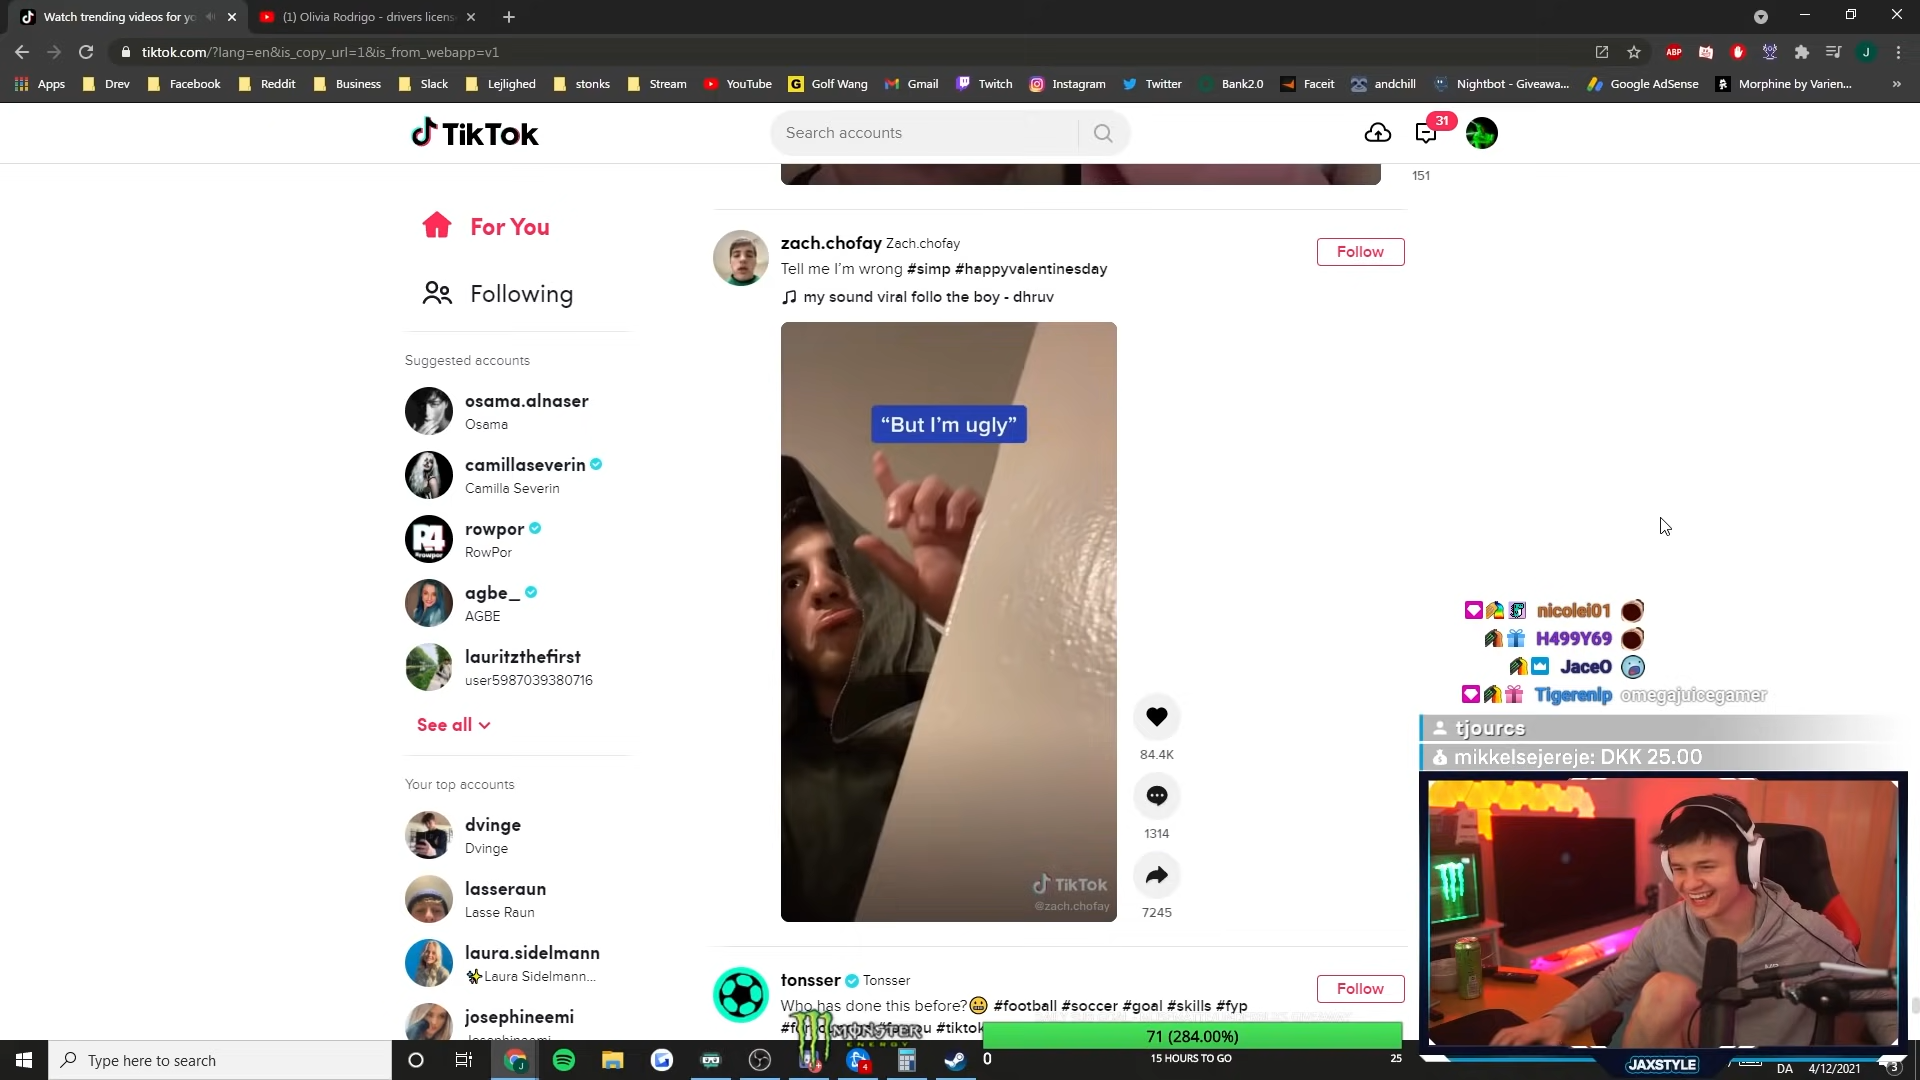 Watch trending videos for yo
(1) Olivia Rodrigo - drivers licens
tiktok.com/?lang=en&is_copy_url=1&is_from_webapp=v1
ABP
J
Apps
Drev
Facebook
Reddit
Business
Slack
Lejlighed
stonks
Stream
YouTube
Golf Wang
Gmail
Twitch
Instagram
Twitter
Bank2.0
Faceit
andchill
Nightbot - Giveawa...
Google AdSense
Morphine by Varien...
»
TikTok
Search accounts
31
151
For You
Following
Suggested accounts
osama.alnaser
Osama
camillaseverin
Camilla Severin
rowpor
RowPor
agbe_
AGBE
lauritzthefirst
user5987039380716
See all
Your top accounts
dvinge
Dvinge
lasseraun
Lasse Raun
laura.sidelmann
Laura Sidelmann...
josephineemi
zach.chofay Zach.chofay
Follow
Tell me I'm wrong #simp #happyvalentinesday
my sound viral follo the boy - dhruv
“But I'm ugly”
TikTok
@zach.chofay
84.4K
1314
7245
tonsser Tonsser
Follow
Who has done this before? #football #soccer #goal #skills #fyp
nicolei01
H499Y69
JaceO
Tigerenlp omegajuicegamer
tjourcs
mikkelsejereje: DKK 25.00
MONSTER
ENERGY
71 (284.00%)
0
15 HOURS TO GO
25
JAXSTYLE
Type here to search
4
DA
4/12/2021
3